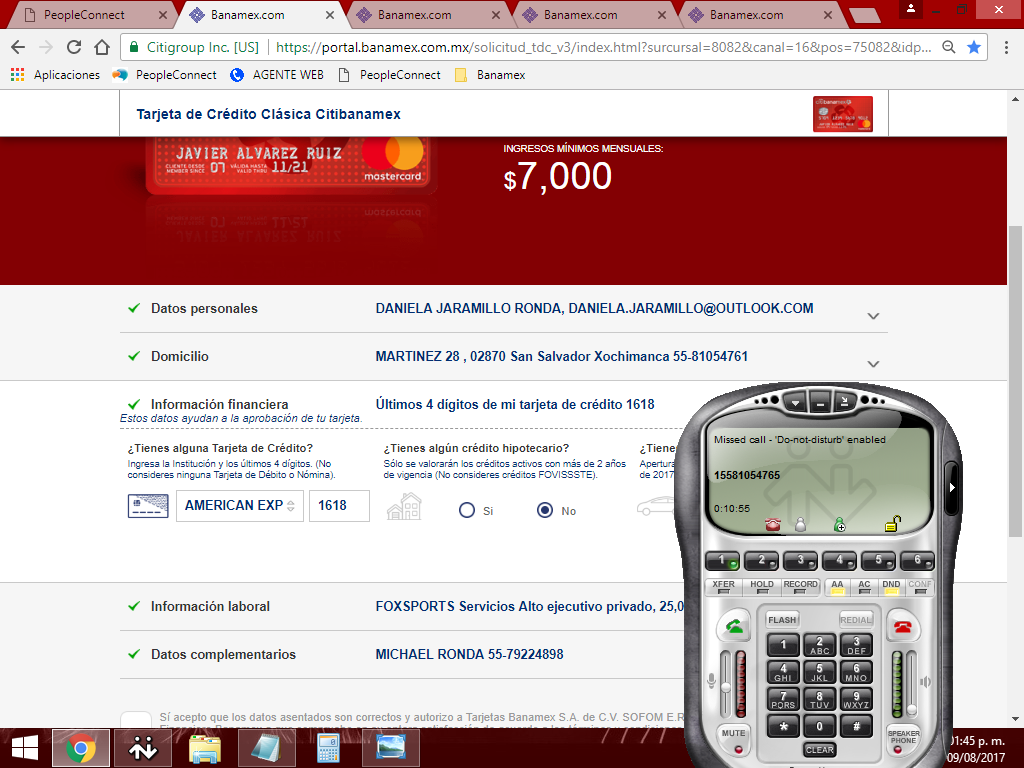 PeopleConnect
Banamex.com
Banamex.com
Banamex.com
Banamex.com
Citigroup Inc. [US]
https://portal.banamex.com.mx/solicitud_tdc_v3/index.html?sursursal=8082&canal=16&pos=75082&idp...
Aplicaciones
PeopleConnect
AGENTE WEB
PeopleConnect
Banamex
Tarjeta de Crédito Clásica Citibanamex
JAVIER ALVAREZ RUIZ
CLIENTE DESDE
MEMBER SINCE
07
VÁLIDA HASTA
VALID THRU
11/21
mastercard
INGRESOS MÍNIMOS MENSUALES:
$7,000
Datos personales
DANIELA JARAMILLO RONDA, DANIELA.JARAMILLO@OUTLOOK.COM
Domicilio
MARTINEZ 28 , 02870 San Salvador Xochimanca 55-81054761
Información financiera
Últimos 4 dígitos de mi tarjeta de crédito 1618
Estos datos ayudan a la aprobación de tu tarjeta.
¿Tienes alguna Tarjeta de Crédito?
Ingresa la Institución y los últimos 4 dígitos. (No
consideres ninguna Tarjeta de Débito o Nómina).
AMERICAN EXP
1618
¿Tienes algún crédito hipotecario?
Sólo se valorarán los créditos activos con más de 2 años
de vigencia (No consideres créditos FOVISSSTE).
Si
No
¿Tiene
Apertura
de 2017
Información laboral
FOXSPORTS Servicios Alto ejecutivo privado, 25,0
Datos complementarios
MICHAEL RONDA 55-79224898
Sí acepto que los datos asentados son correctos y autorizo a Tarjetas Banamex S.A. de C.V. SOFOM E.R
Missed call - 'Do-not-disturb' enabled
15581054765
0:10:55
1 2 3 4 5 6
XFER HOLD RECORD AA AC DND CONF
FLASH REDIAL
1 2 ABC 3 DEF
4 GHI 5 JKL 6 MNO
7 PQRS 8 TUV 9 WXYZ
* 0 #
MUTE
CLEAR
SPEAKER
PHONE
01:45 p. m.
09/08/2017